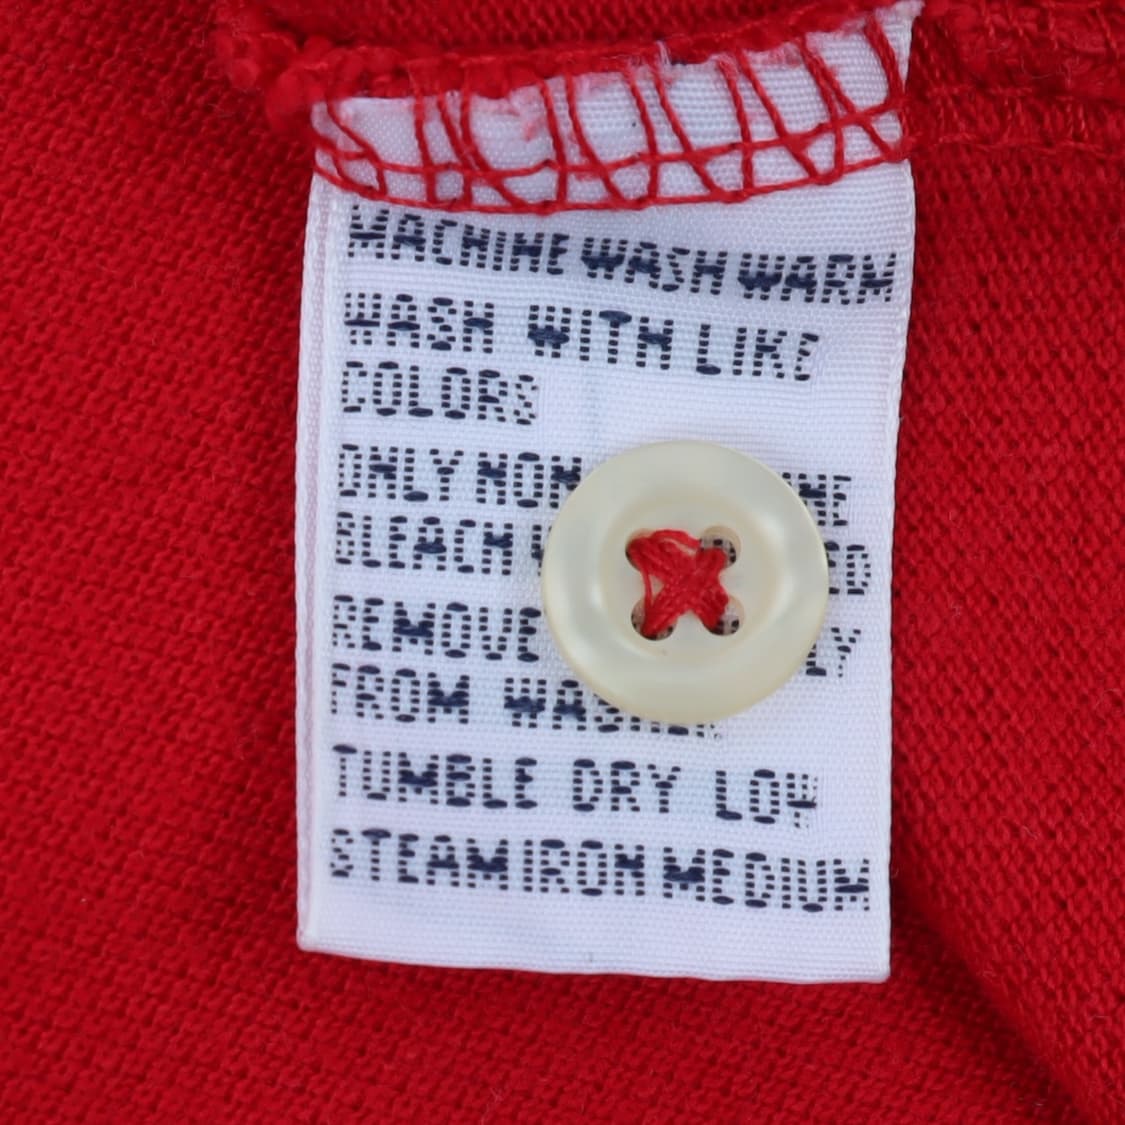 MACHINE WASH WARM
WASH WITH LIKE
COLORS
ONLY NON
BLEACH
REMOVE
FROM WASHER
TUMBLE DRY LOW
STEAM IRON MEDIUM